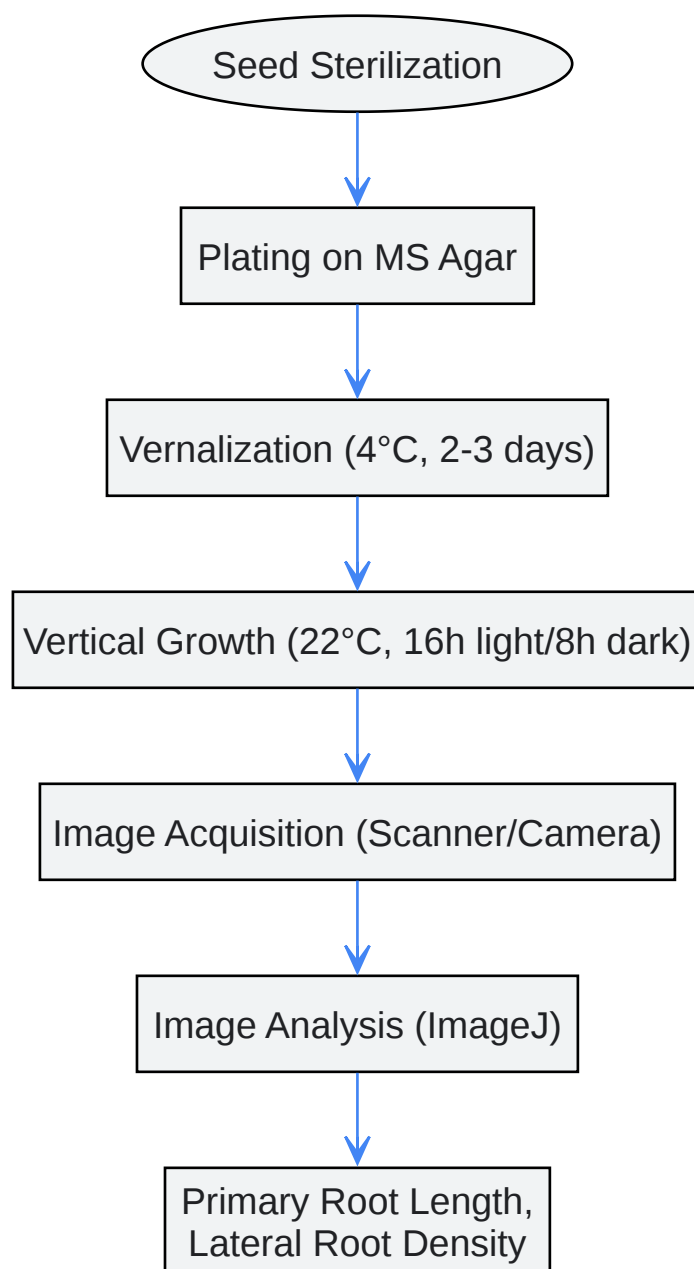 Seed Sterilization
Plating on MS Agar
Vernalization (4°C, 2-3 days)
Vertical Growth (22°C, 16h light/8h dark)
Image Acquisition (Scanner/Camera)
Image Analysis (ImageJ)
Primary Root Length,
Lateral Root Density